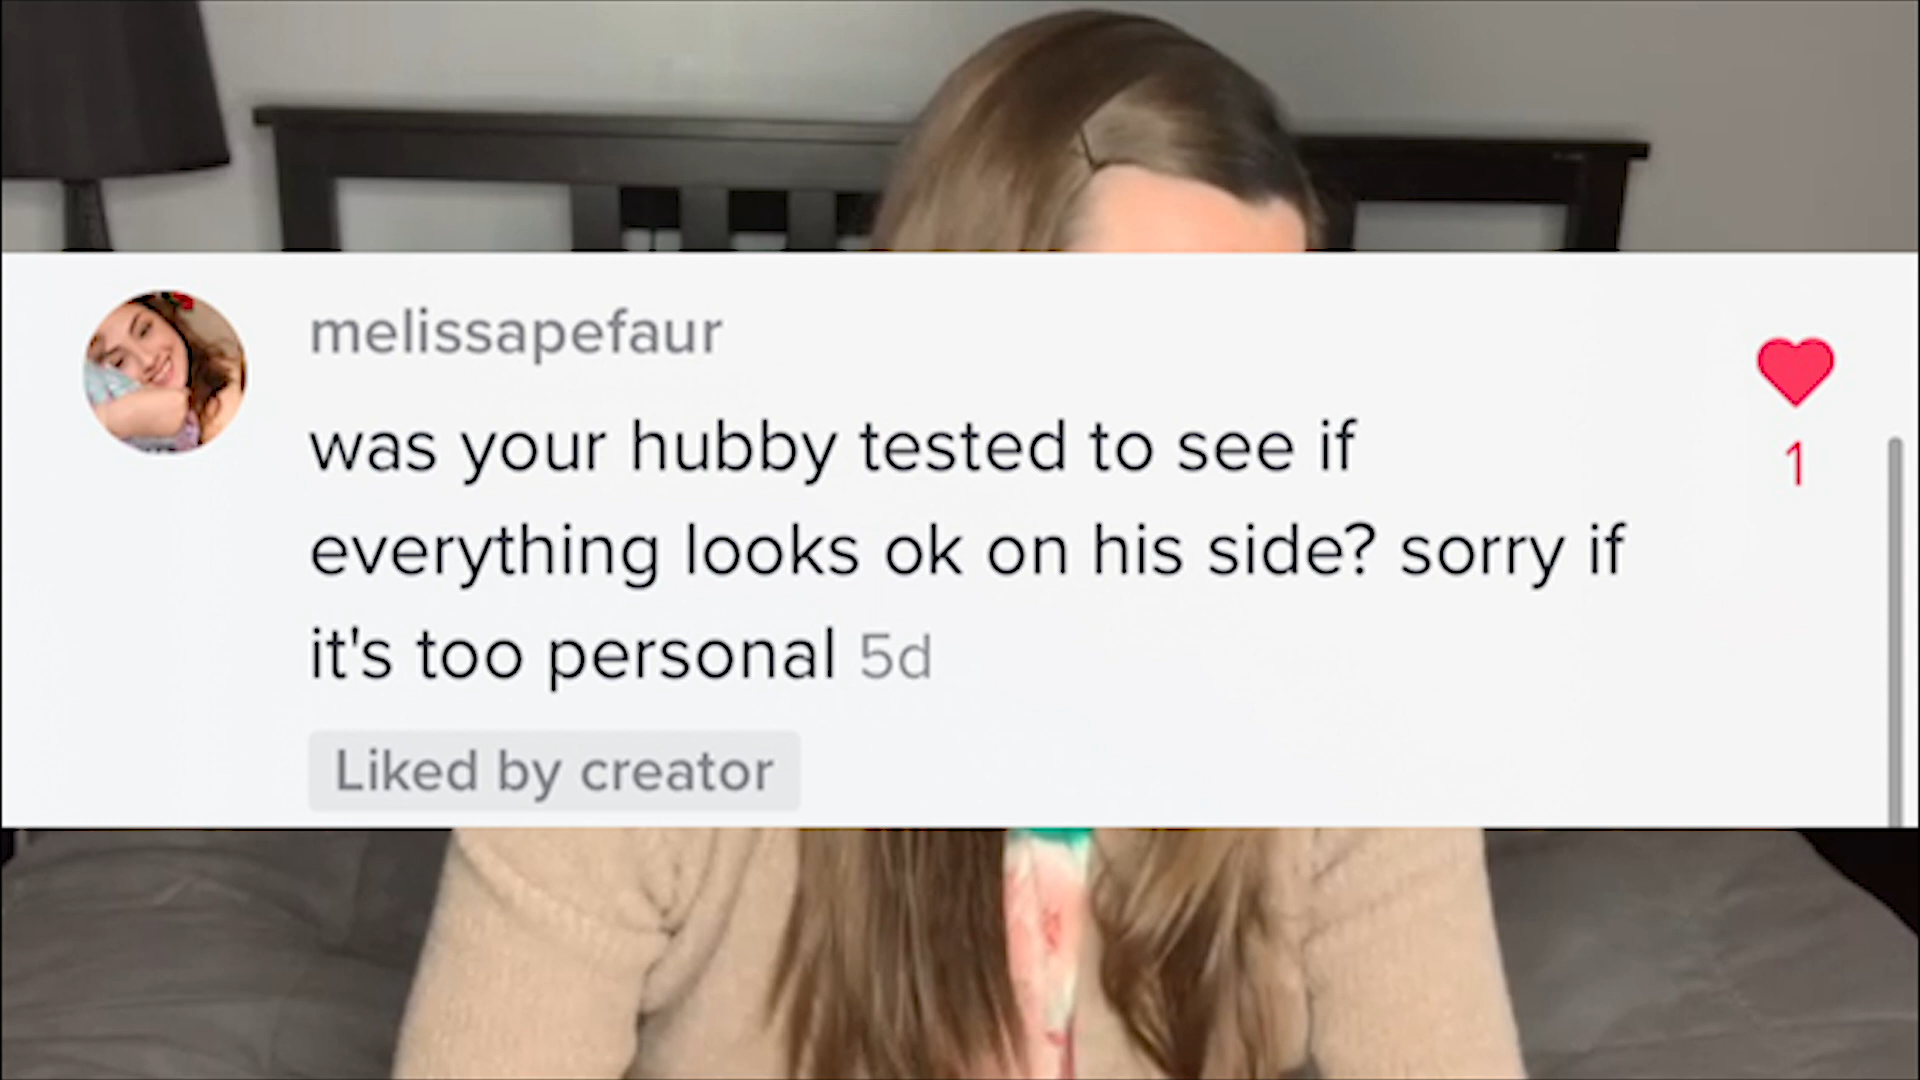 melissapefaur
was your hubby tested to see if
everything looks ok on his side? sorry if
it's too personal 5d
Liked by creator
1